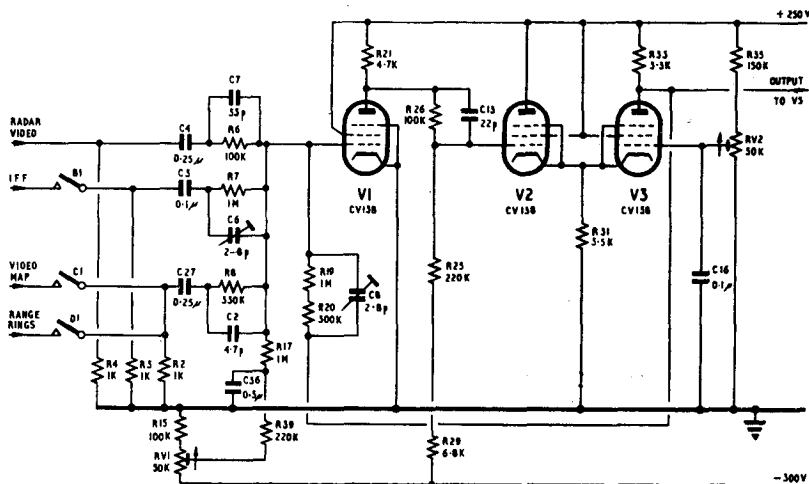 +250V
R21
4·7K
R33
3·3K
R35
150K
OUTPUT
TO V5
C7
33p
RADAR
VIDEO
C4
0·25μ
R6
100K
R26
100K
C13
22p
RV2
50K
IFF
B1
C3
0·1μ
R7
1M
V1
CV138
V2
CV138
V3
CV138
C6
2-8p
R31
3·5K
VIDEO
MAP
C1
C27
0·25μ
R8
330K
R19
1M
R20
300K
C8
2-8p
R25
220K
C16
0·1μ
RANGE
RINGS
D1
C2
4·7p
R17
1M
R4
1K
R3
1K
R2
1K
C36
0·5μ
R15
100K
R39
220K
R29
6·8K
RV1
50K
-300V